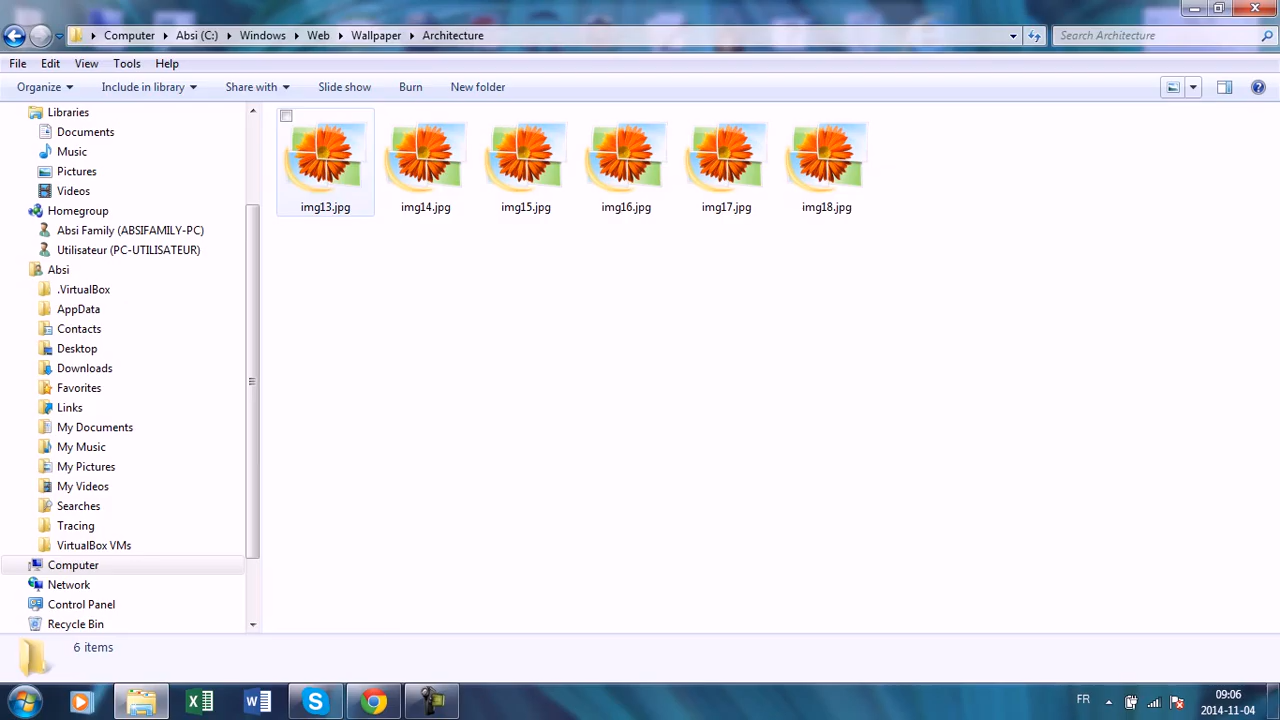 Computer Absi (C:) Windows Web Wallpaper Architecture Search Architecture
File Edit View Tools Help
Organize Include in library Share with Slide show Burn New folder
Libraries
Documents
Music
Pictures
Videos
Homegroup
Absi Family (ABSIFAMILY-PC)
Utilisateur (PC-UTILISATEUR)
Absi
.VirtualBox
AppData
Contacts
Desktop
Downloads
Favorites
Links
My Documents
My Music
My Pictures
My Videos
Searches
Tracing
VirtualBox VMs
Computer
Network
Control Panel
Recycle Bin
img13.jpg img14.jpg img15.jpg img16.jpg img17.jpg img18.jpg
6 items
FR 09:06
2014-11-04